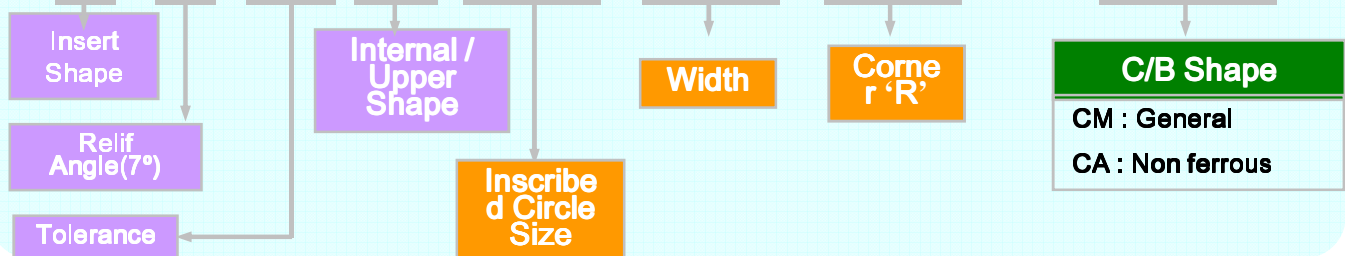 Insert
Shape
Relif
Angle(7º)
Tolerance
Internal /
Upper
Shape
Inscribe
d Circle
Size
Width
Corne
r ‘R’
C/B Shape
CM : General
CA : Non ferrous